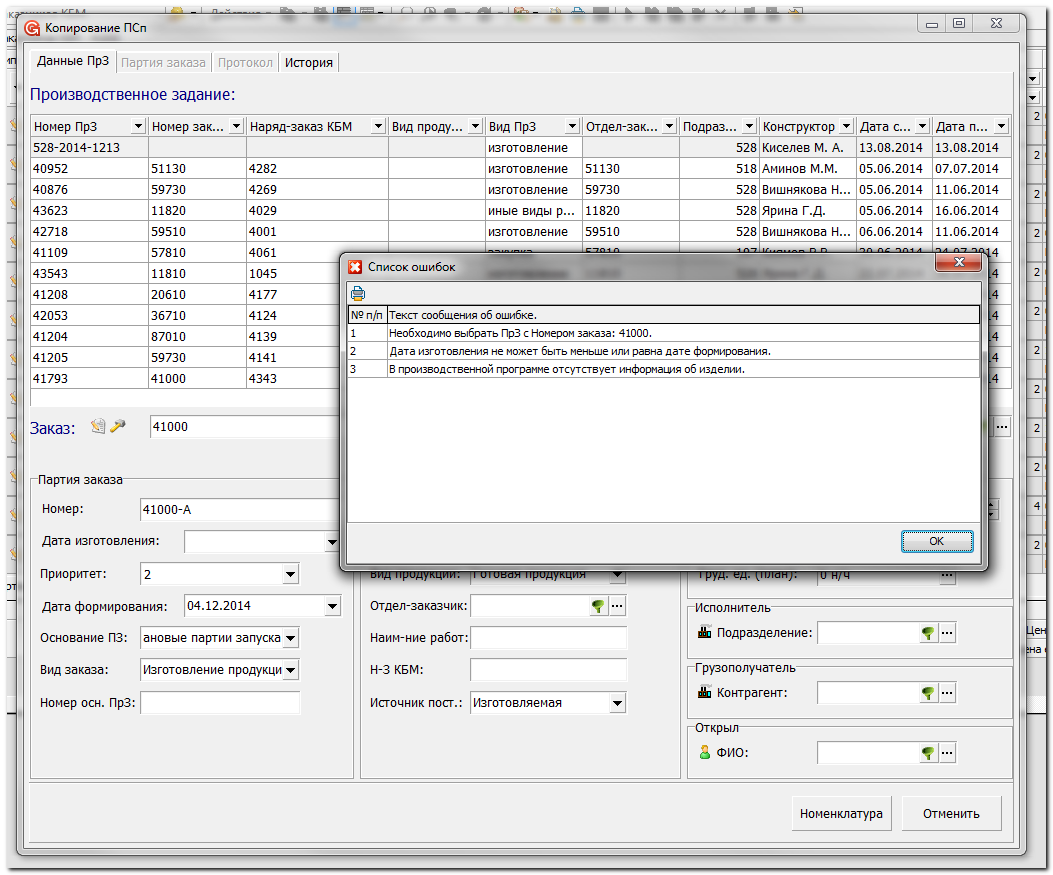 Копирование ПСп
Данные ПрЗ Партия заказа Протокол История
Производственное задание:
Номер ПрЗ Номер зак... Наряд-заказ КБМ Вид проду... Вид ПрЗ Отдел-зак... Подраз... Конструктор Дата с... Дата п...
528-2014-1213 изготовление 528 Киселев М. А. 13.08.2014 13.08.2014
40952 51130 4282 изготовление 51130 518 Аминов М.М. 05.06.2014 07.07.2014
40876 59730 4269 изготовление 59730 528 Вишнякова Н... 05.06.2014 11.06.2014
43623 11820 4029 иные виды р... 11820 528 Ярина Г.Д. 05.06.2014 16.06.2014
42718 59510 4001 изготовление 59510 528 Вишнякова Н... 06.06.2014 11.06.2014
41109 57810 4061
43543 11810 1045
41208 20610 4177
42053 36710 4124
41204 87010 4139
41205 59730 4141
41793 41000 4343
Список ошибок
№ п/п Текст сообщения об ошибке.
1 Необходимо выбрать ПрЗ с Номером заказа: 41000.
2 Дата изготовления не может быть меньше или равна дате формирования.
3 В производственной программе отсутствует информация об изделии.
OK
Заказ: 41000
Партия заказа
Номер: 41000-А
Дата изготовления:
Приоритет: 2
Вид продукции: Готовая продукция
Труд. ед. (план): 0 н/ч
Дата формирования: 04.12.2014
Отдел-заказчик:
Исполнитель
Подразделение:
Основание ПЗ: ановые партии запуска
Наим-ние работ:
Вид заказа: Изготовление продукци
Н-З КБМ:
Грузополучатель
Контрагент:
Номер осн. ПрЗ:
Источник пост.: Изготовляемая
Открыл
ФИО:
Номенклатура Отменить